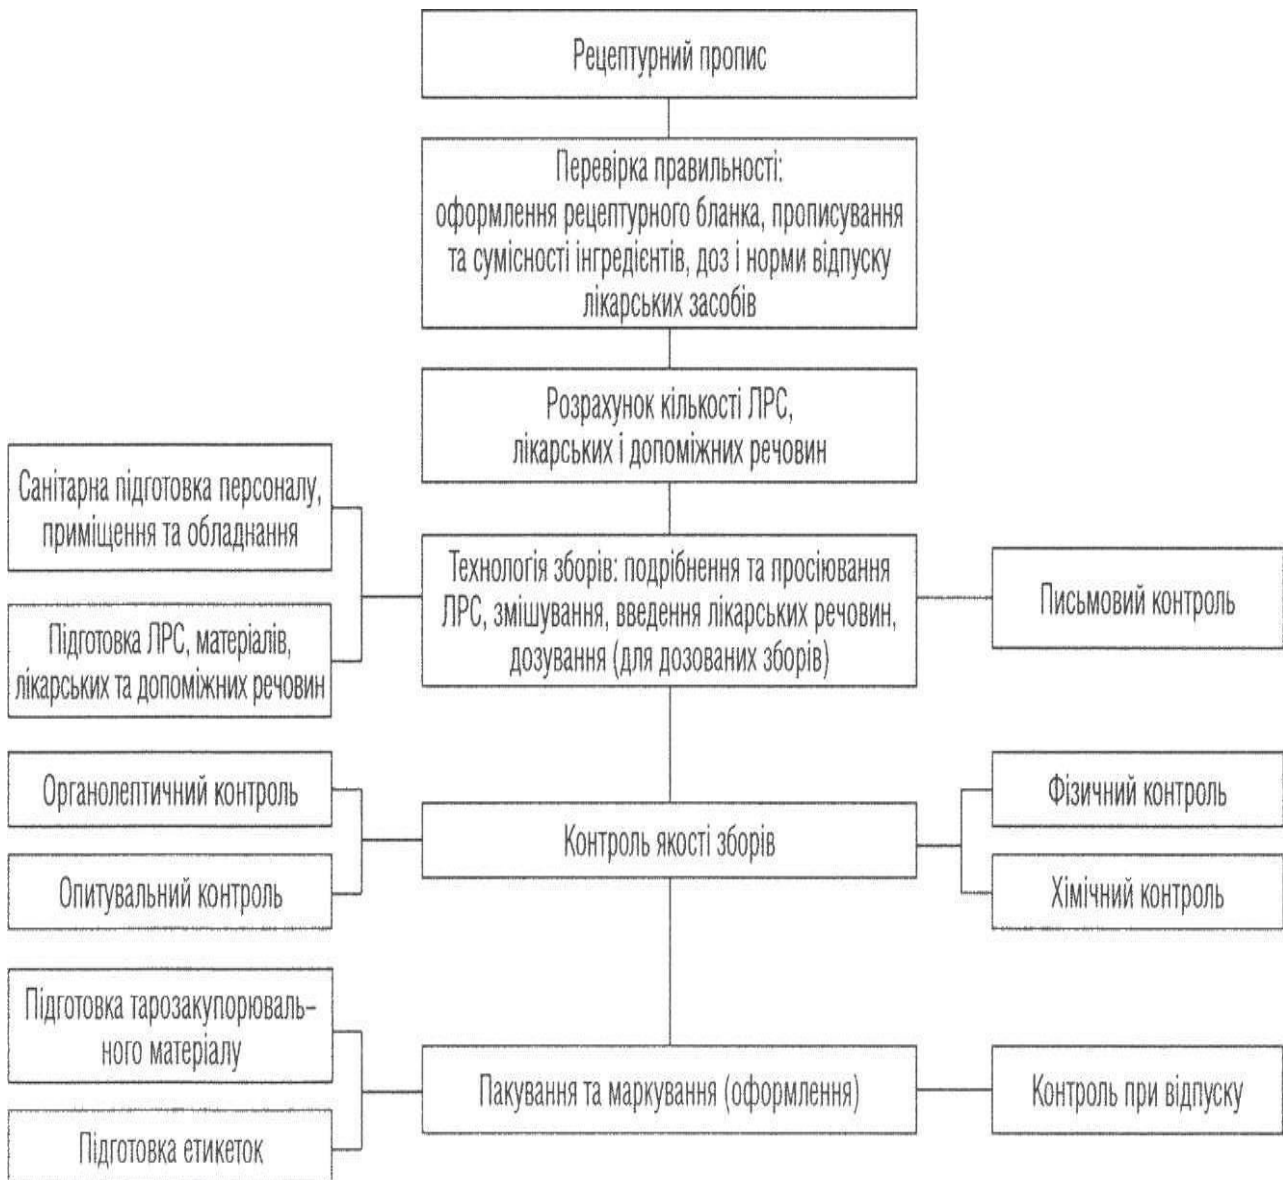 Рецептурний пропис
Перевірка правильності:
оформлення рецептурного бланка, прописування
та сумісності інгредієнтів, доз і норми відпуску
лікарських засобів
Розрахунок кількості ЛРС,
лікарських і допоміжних речовин
Санітарна підготовка персоналу,
приміщення та обладнання
Підготовка ЛРС, матеріалів,
лікарських та допоміжних речовин
Технологія зборів: подрібнення та просіювання
ЛРС, змішування, введення лікарських речовин,
дозування (для дозованих зборів)
Письмовий контроль
Органолептичний контроль
Опитувальний контроль
Контроль якості зборів
Фізичний контроль
Хімічний контроль
Підготовка тарозакупорюваль–
ного матеріалу
Підготовка етикеток
Пакування та маркування (оформлення)
Контроль при відпуску